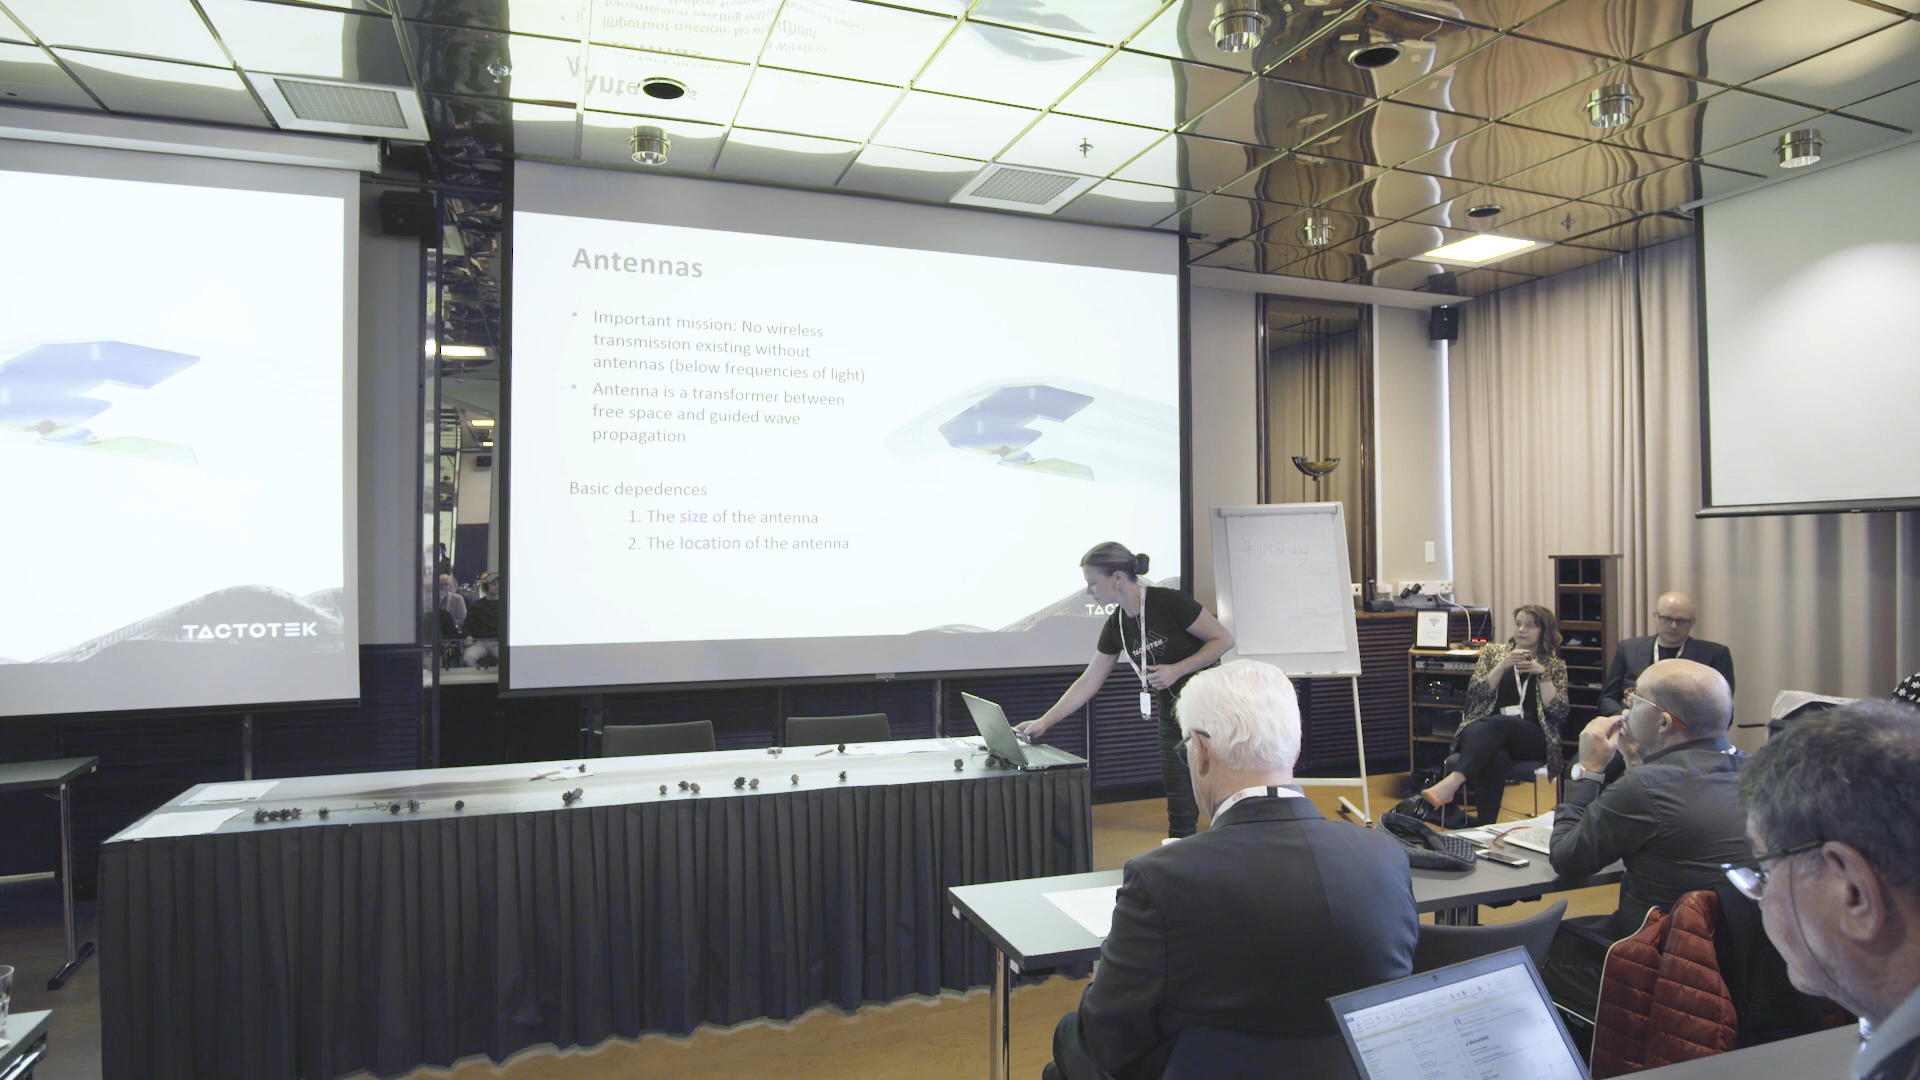 Antennas
• Important mission: No wireless
transmission existing without
antennas (below frequencies of light)
• Antenna is a transformer between
free space and guided wave
propagation
Basic depedences
1. The size of the antenna
2. The location of the antenna
TACTOTEK
TACTOTEK